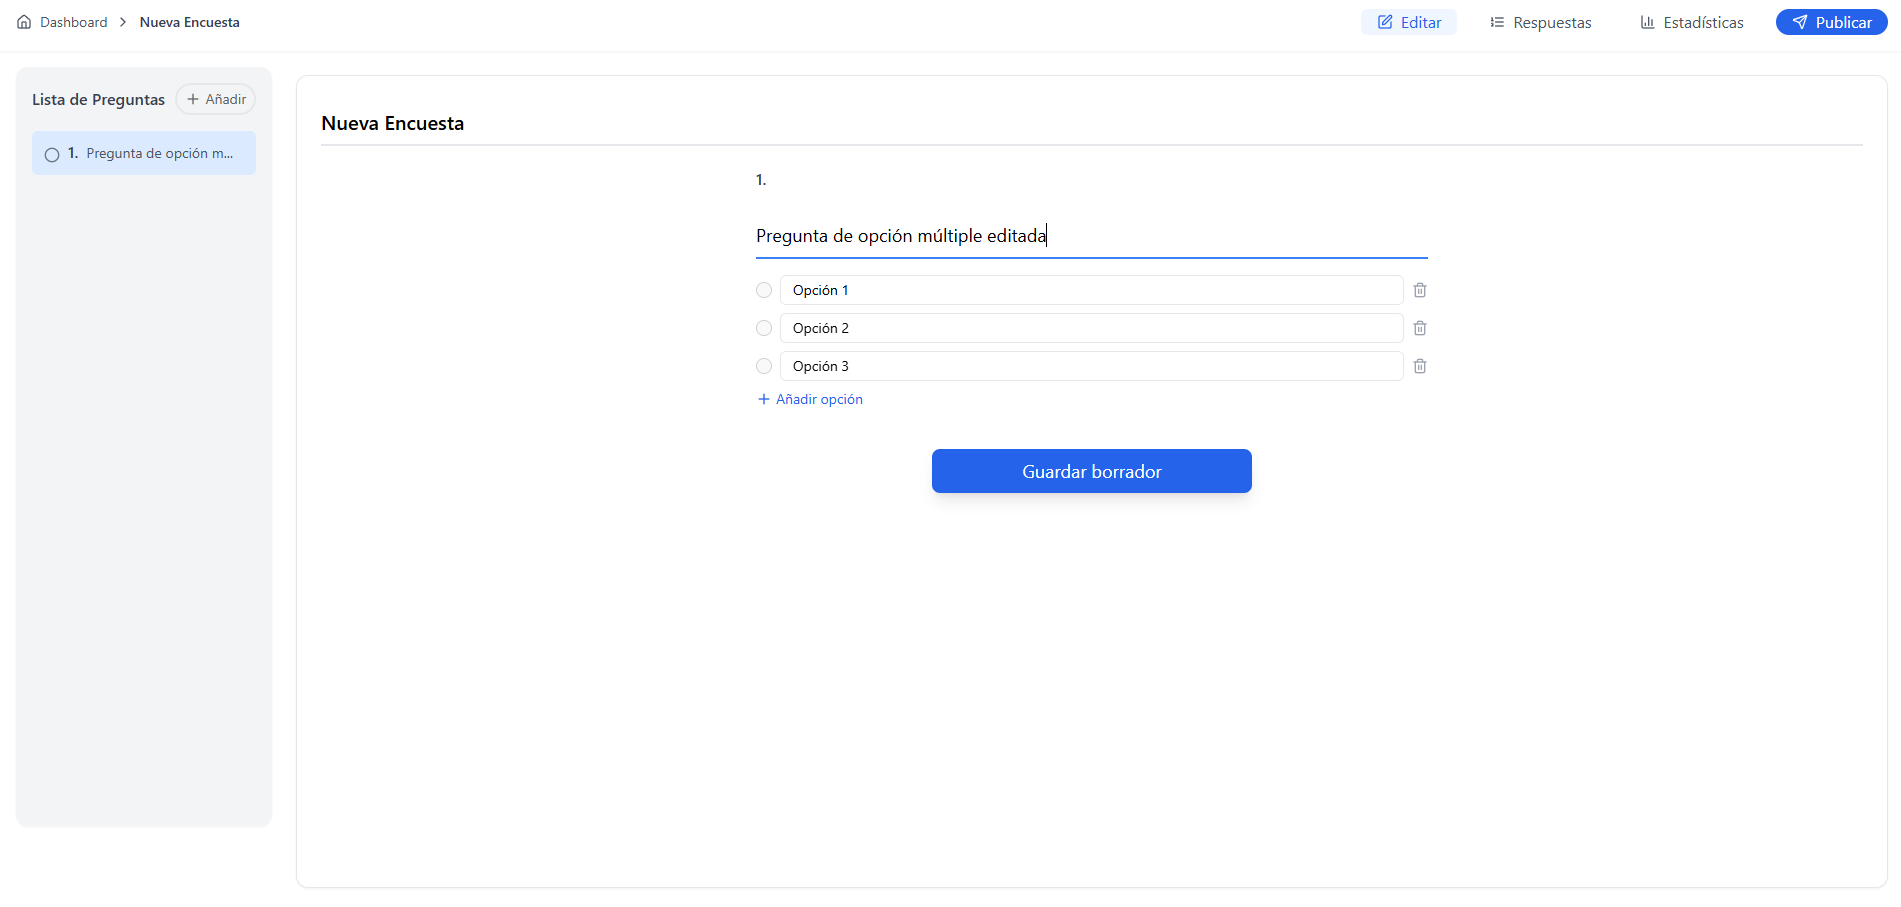 Dashboard > Nueva Encuesta
Editar
Respuestas
Estadísticas
Publicar
Lista de Preguntas
Añadir
1. Pregunta de opción m...
Nueva Encuesta
1.
Pregunta de opción múltiple editada
Opción 1
Opción 2
Opción 3
+ Añadir opción
Guardar borrador